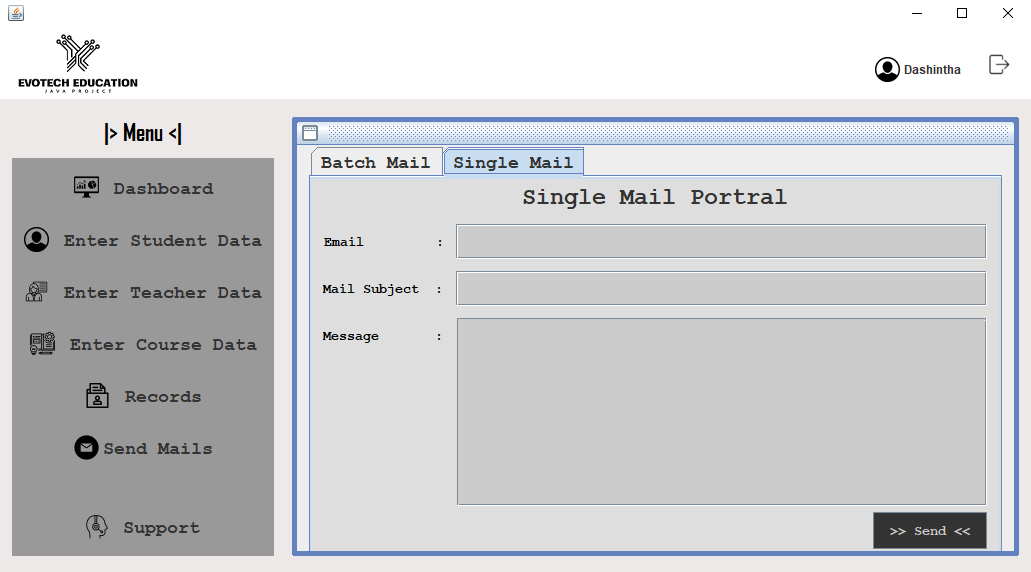 EVOTECH EDUCATION
JAVA PROJECT
Dashintha
|> Menu <|
Dashboard
Enter Student Data
Enter Teacher Data
Enter Course Data
Records
Send Mails
Support
Batch Mail
Single Mail
Single Mail Portral
Email :
Mail Subject :
Message :
>> Send <<